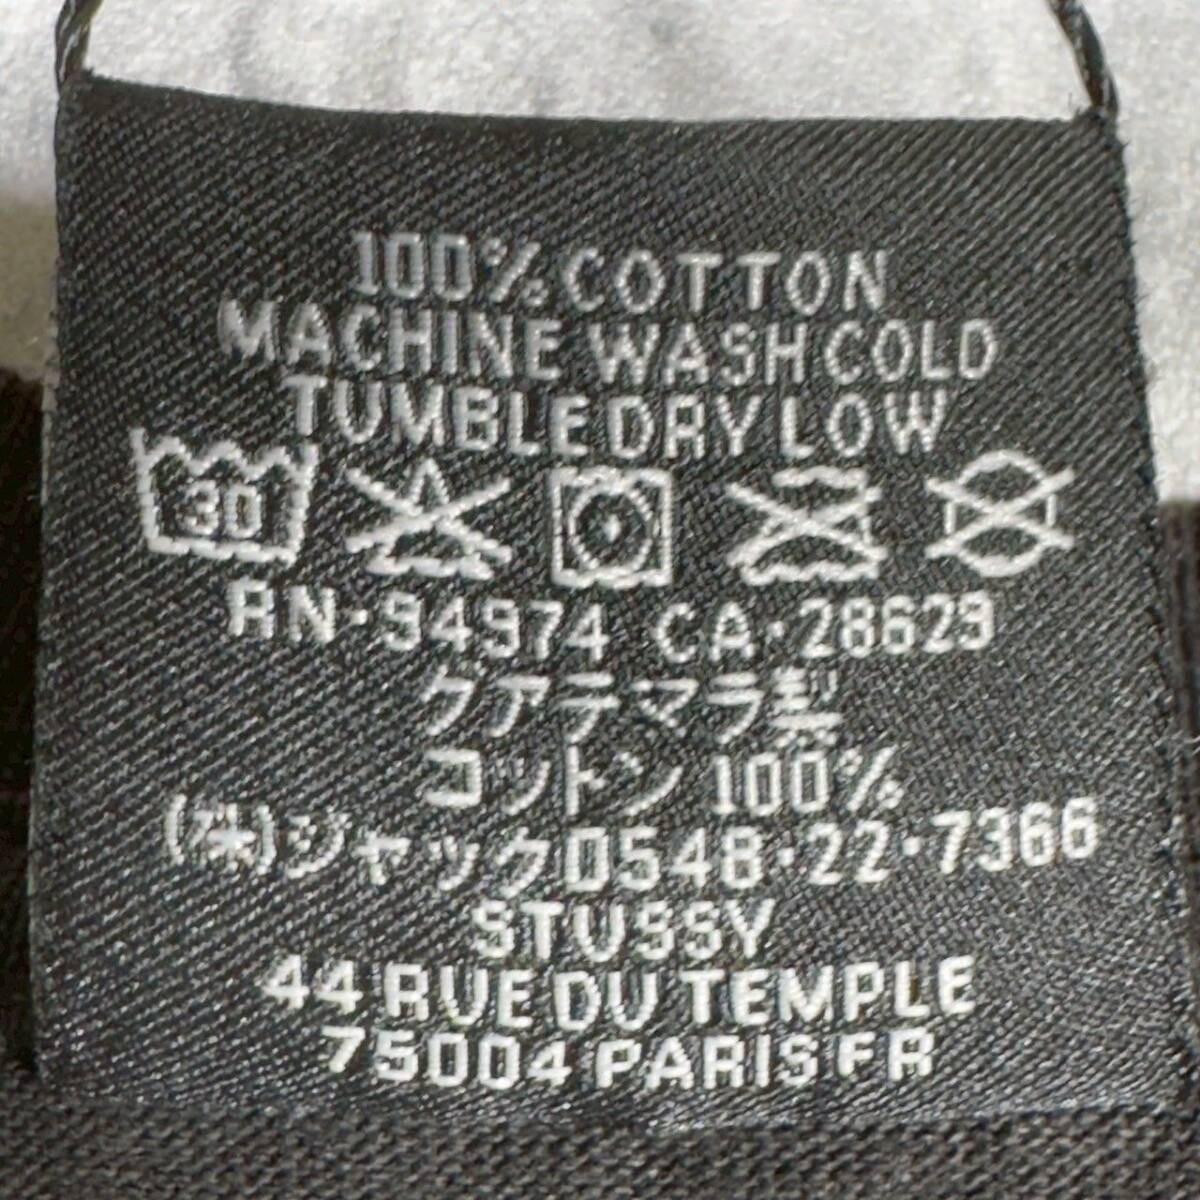 100% COTTON
MACHINE WASH COLD
TUMBLE DRY LOW
30
RN·94974 CA·28629
グアテマラ製
コットン 100%
(株)ジャック0548·22·7366
STUSSY
44 RUE DU TEMPLE
75004 PARIS FR